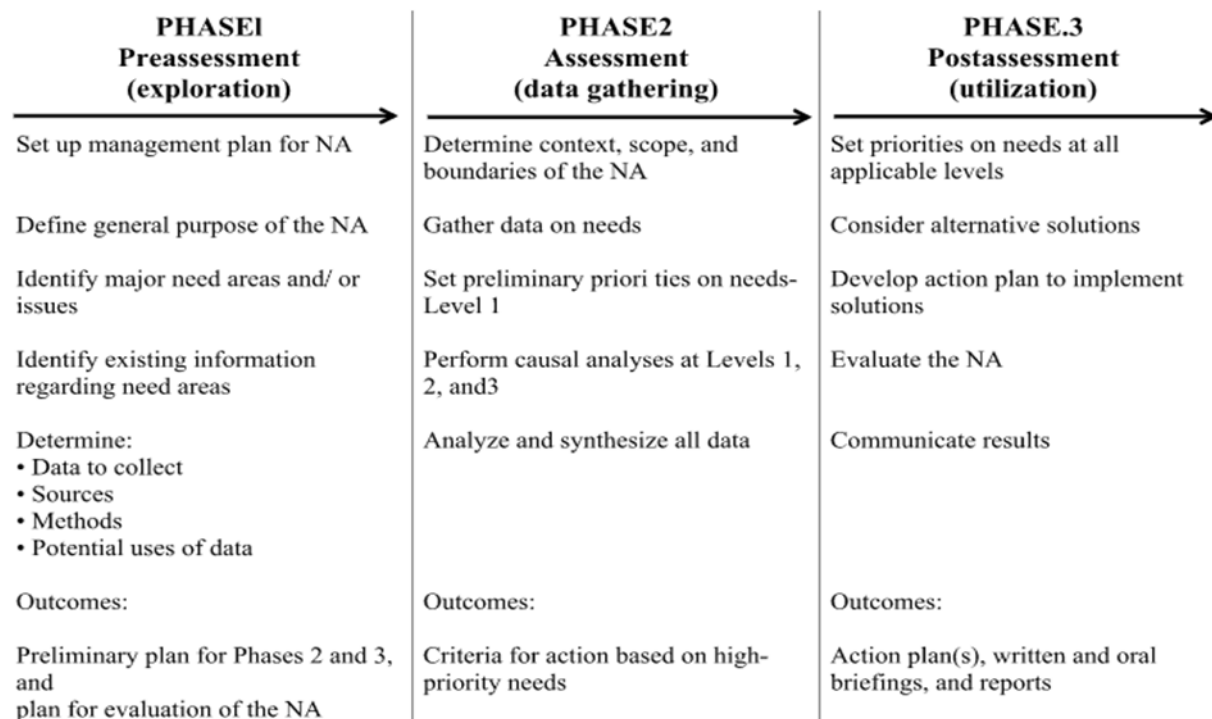 PHASEl
Preassessment
(exploration)
Set up management plan for NA
Define general purpose of the NA
Identify major need areas and/ or
issues
Identify existing information
regarding need areas
Determine:
• Data to collect
• Sources
• Methods
• Potential uses of data
Outcomes:
Preliminary plan for Phases 2 and 3,
and
plan for evaluation of the NA
PHASE2
Assessment
(data gathering)
Determine context, scope, and
boundaries of the NA
Gather data on needs
Set preliminary priori ties on needs-
Level 1
Perform causal analyses at Levels 1,
2, and3
Analyze and synthesize all data
Outcomes:
Criteria for action based on high-
priority needs
PHASE.3
Postassessment
(utilization)
Set priorities on needs at all
applicable levels
Consider alternative solutions
Develop action plan to implement
solutions
Evaluate the NA
Communicate results
Outcomes:
Action plan(s), written and oral
briefings, and reports